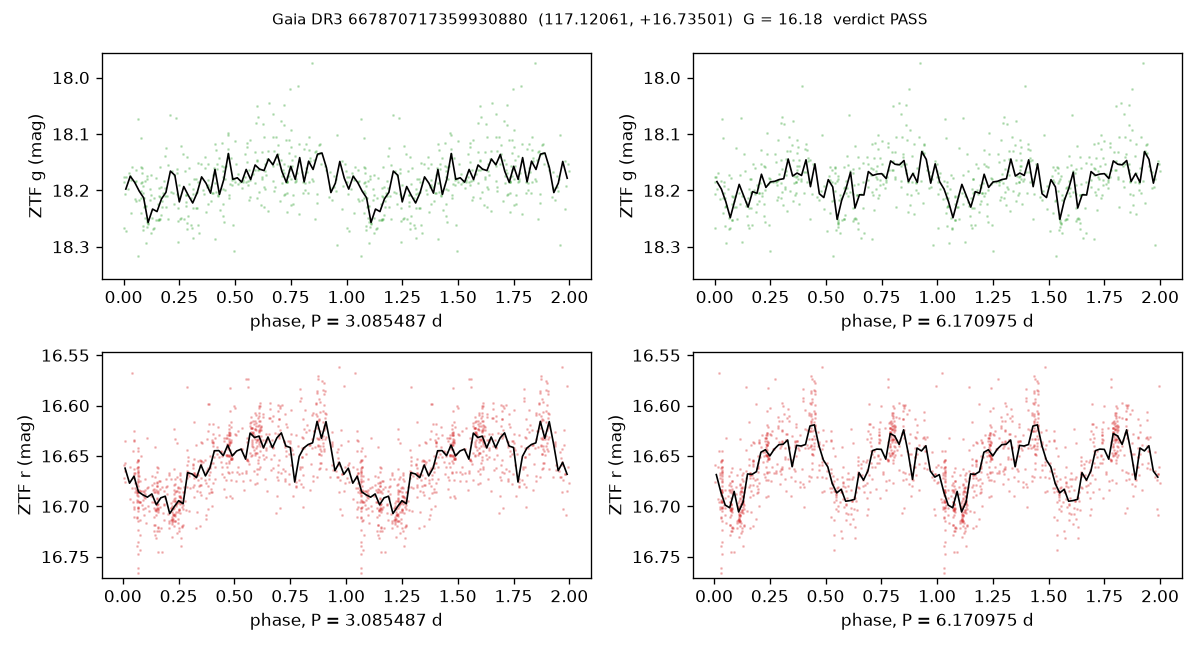 Gaia DR3 667870717359930880  (117.12061, +16.73501)  G = 16.18  verdict PASS
ZTF g (mag)
18.0
18.1
18.2
18.3
0.00 0.25 0.50 0.75 1.00 1.25 1.50 1.75 2.00
phase, P = 3.085487 d
ZTF g (mag)
18.0
18.1
18.2
18.3
0.00 0.25 0.50 0.75 1.00 1.25 1.50 1.75 2.00
phase, P = 6.170975 d
ZTF r (mag)
16.55
16.60
16.65
16.70
16.75
0.00 0.25 0.50 0.75 1.00 1.25 1.50 1.75 2.00
phase, P = 3.085487 d
ZTF r (mag)
16.55
16.60
16.65
16.70
16.75
0.00 0.25 0.50 0.75 1.00 1.25 1.50 1.75 2.00
phase, P = 6.170975 d